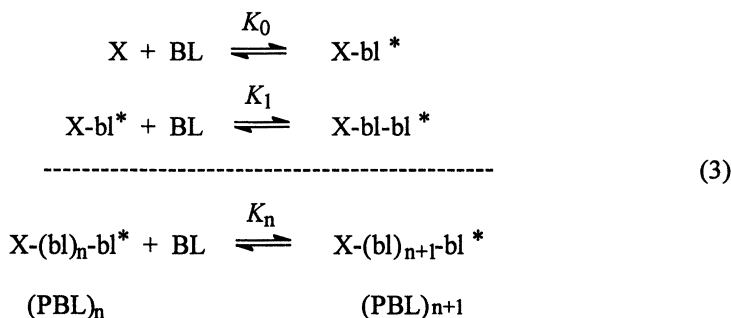 K₀
X + BL ⇌ X-bl *
K₁
X-bl* + BL ⇌ X-bl-bl *
(3)
Kₙ
X-(bl)ₙ-bl* + BL ⇌ X-(bl)ₙ₊₁-bl *
(PBL)ₙ (PBL)ₙ₊₁